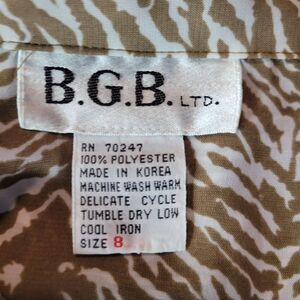 B.G.B. LTD.
RN 70247
100% POLYESTER
MADE IN KOREA
MACHINE WASH WARM
DELICATE CYCLE
TUMBLE DRY LOW
COOL IRON
SIZE 8